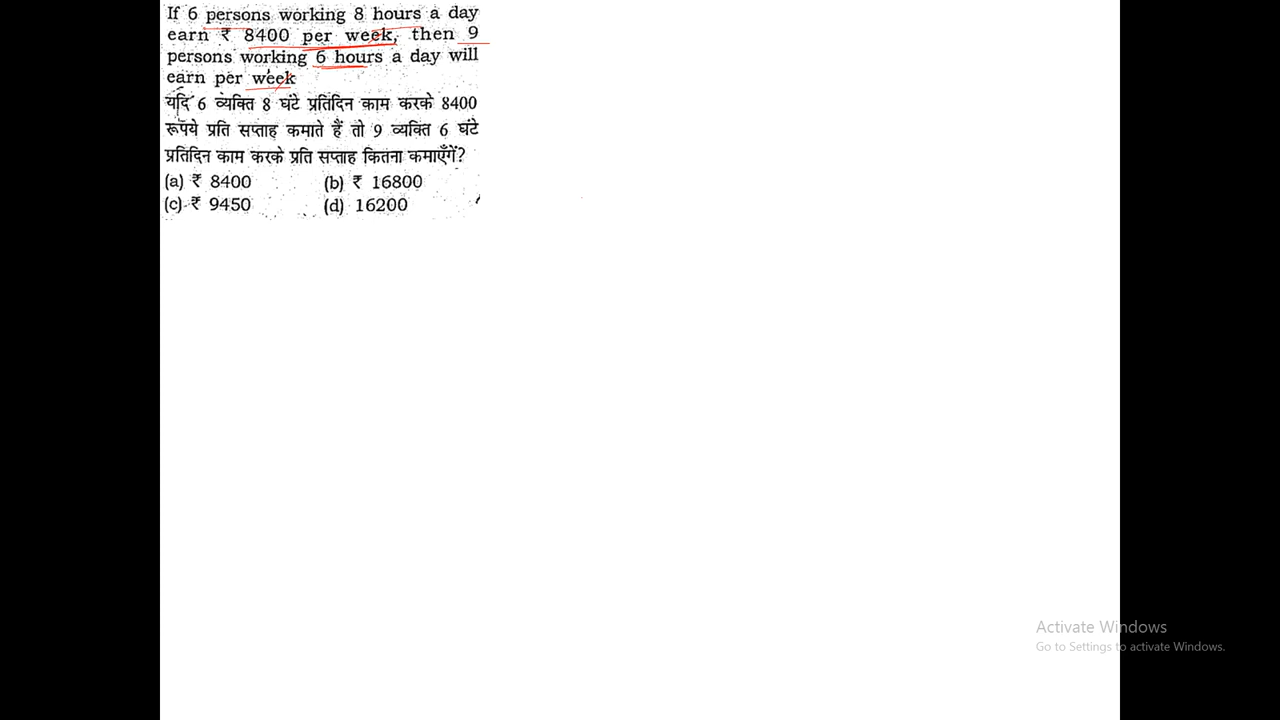 If 6 persons working 8 hours a day
earn ₹ 8400 per week, then 9
persons working 6 hours a day will
earn per week
यदि 6 व्यक्ति 8 घंटे प्रतिदिन काम करके 8400
रूपये प्रति सप्ताह कमाते हैं तो 9 व्यक्ति 6 घंटे
प्रतिदिन काम करके प्रति सप्ताह कितना कमाएँगें?
(a) ₹ 8400 (b) ₹ 16800
(c) ₹ 9450 (d) 16200
Activate Windows
Go to Settings to activate Windows.